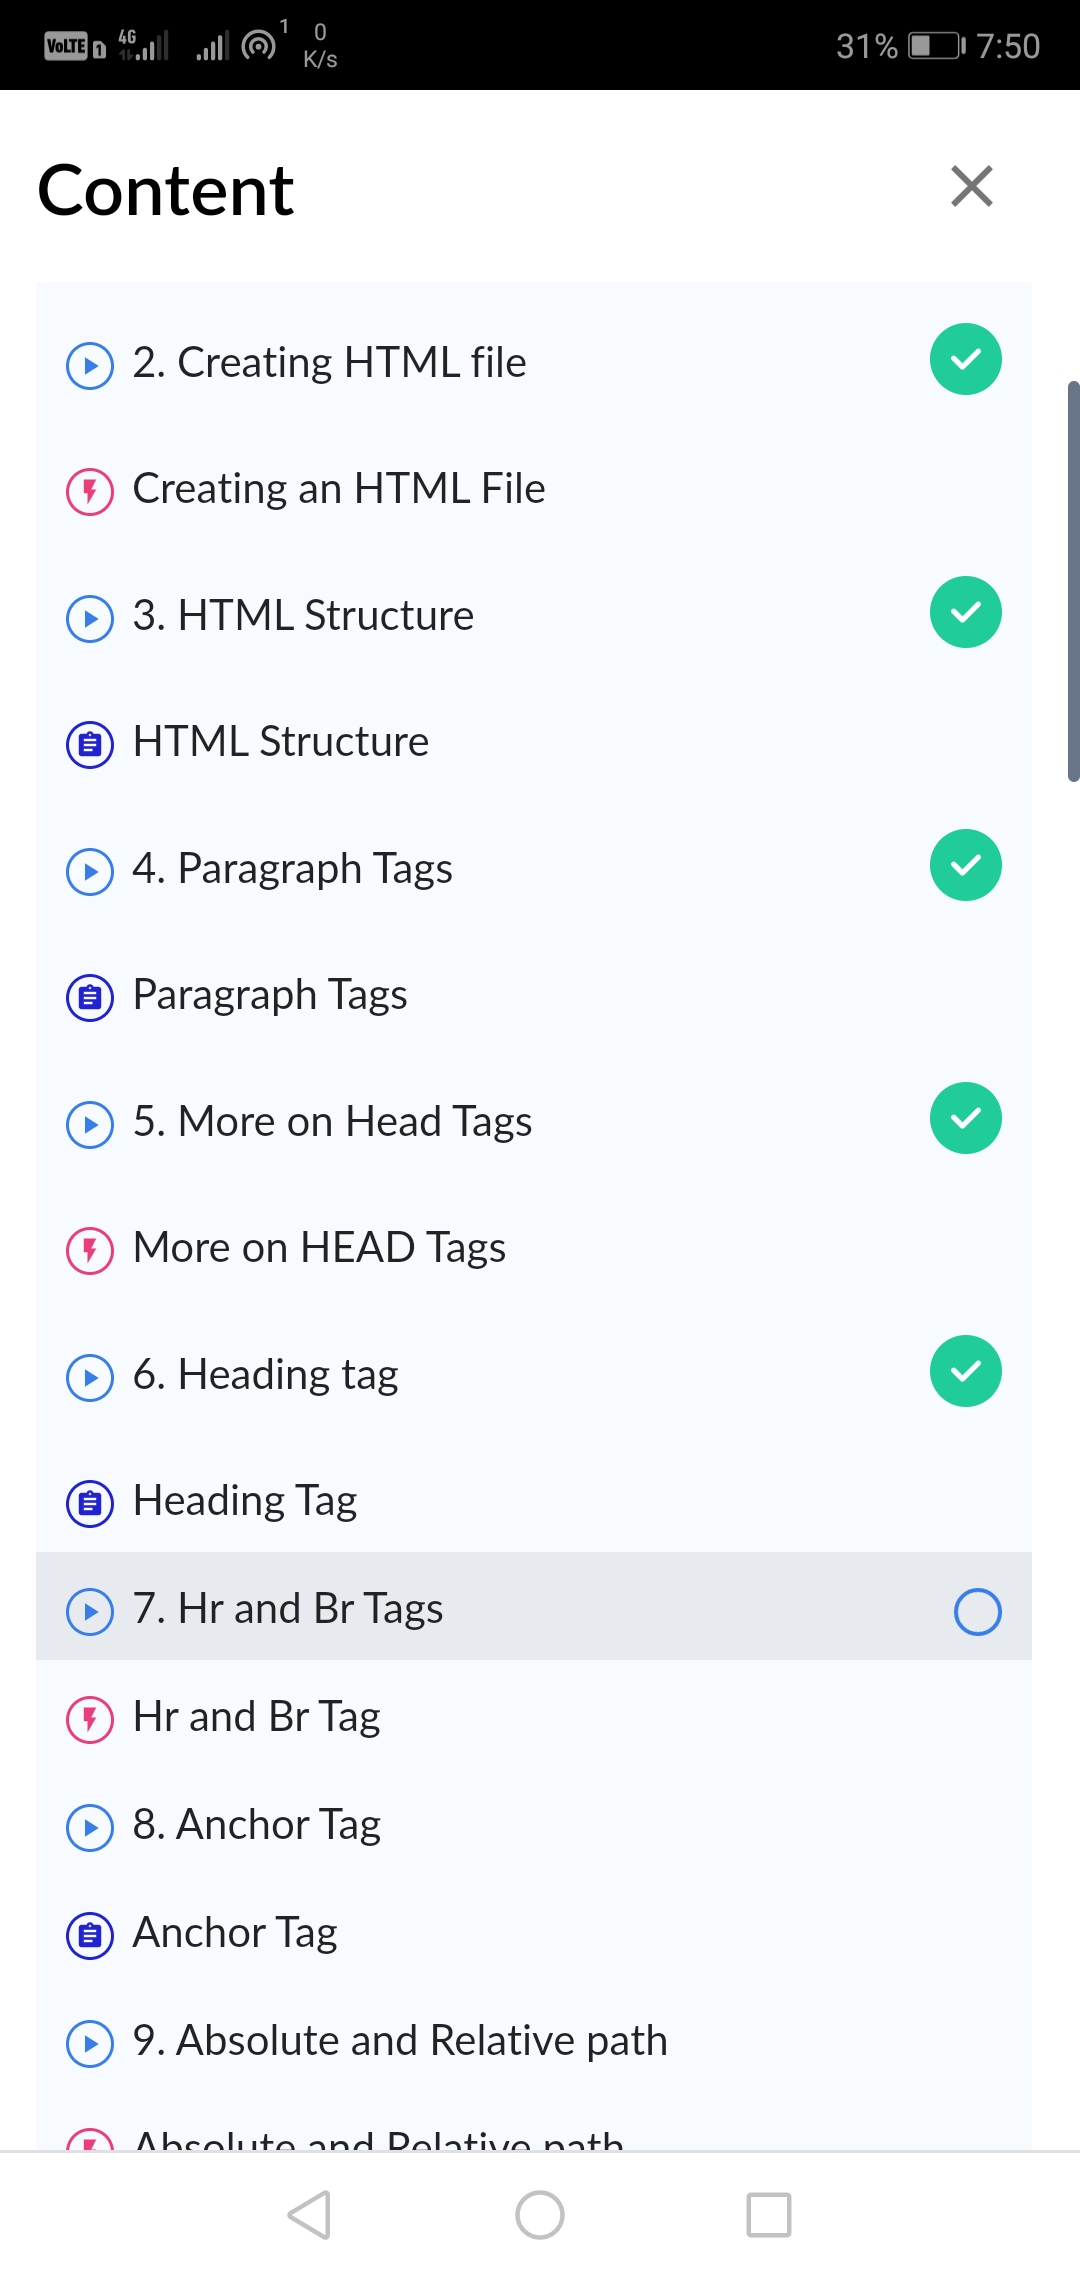 VoLTE 1 4G 1 0 K/s 31% 7:50
Content
2. Creating HTML file
Creating an HTML File
3. HTML Structure
HTML Structure
4. Paragraph Tags
Paragraph Tags
5. More on Head Tags
More on HEAD Tags
6. Heading tag
Heading Tag
7. Hr and Br Tags
Hr and Br Tag
8. Anchor Tag
Anchor Tag
9. Absolute and Relative path
Absolute and Relative path